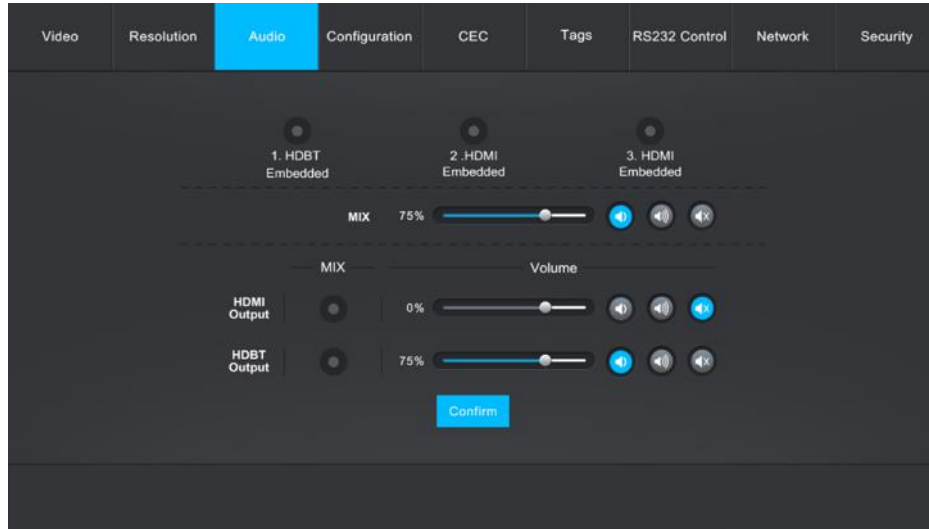 Video Resolution Audio Configuration CEC Tags RS232 Control Network Security
1. HDBT 2 .HDMI 3. HDMI
Embedded Embedded Embedded
MIX 75%
MIX Volume
HDMI
Output 0%
HDBT
Output 75%
Confirm